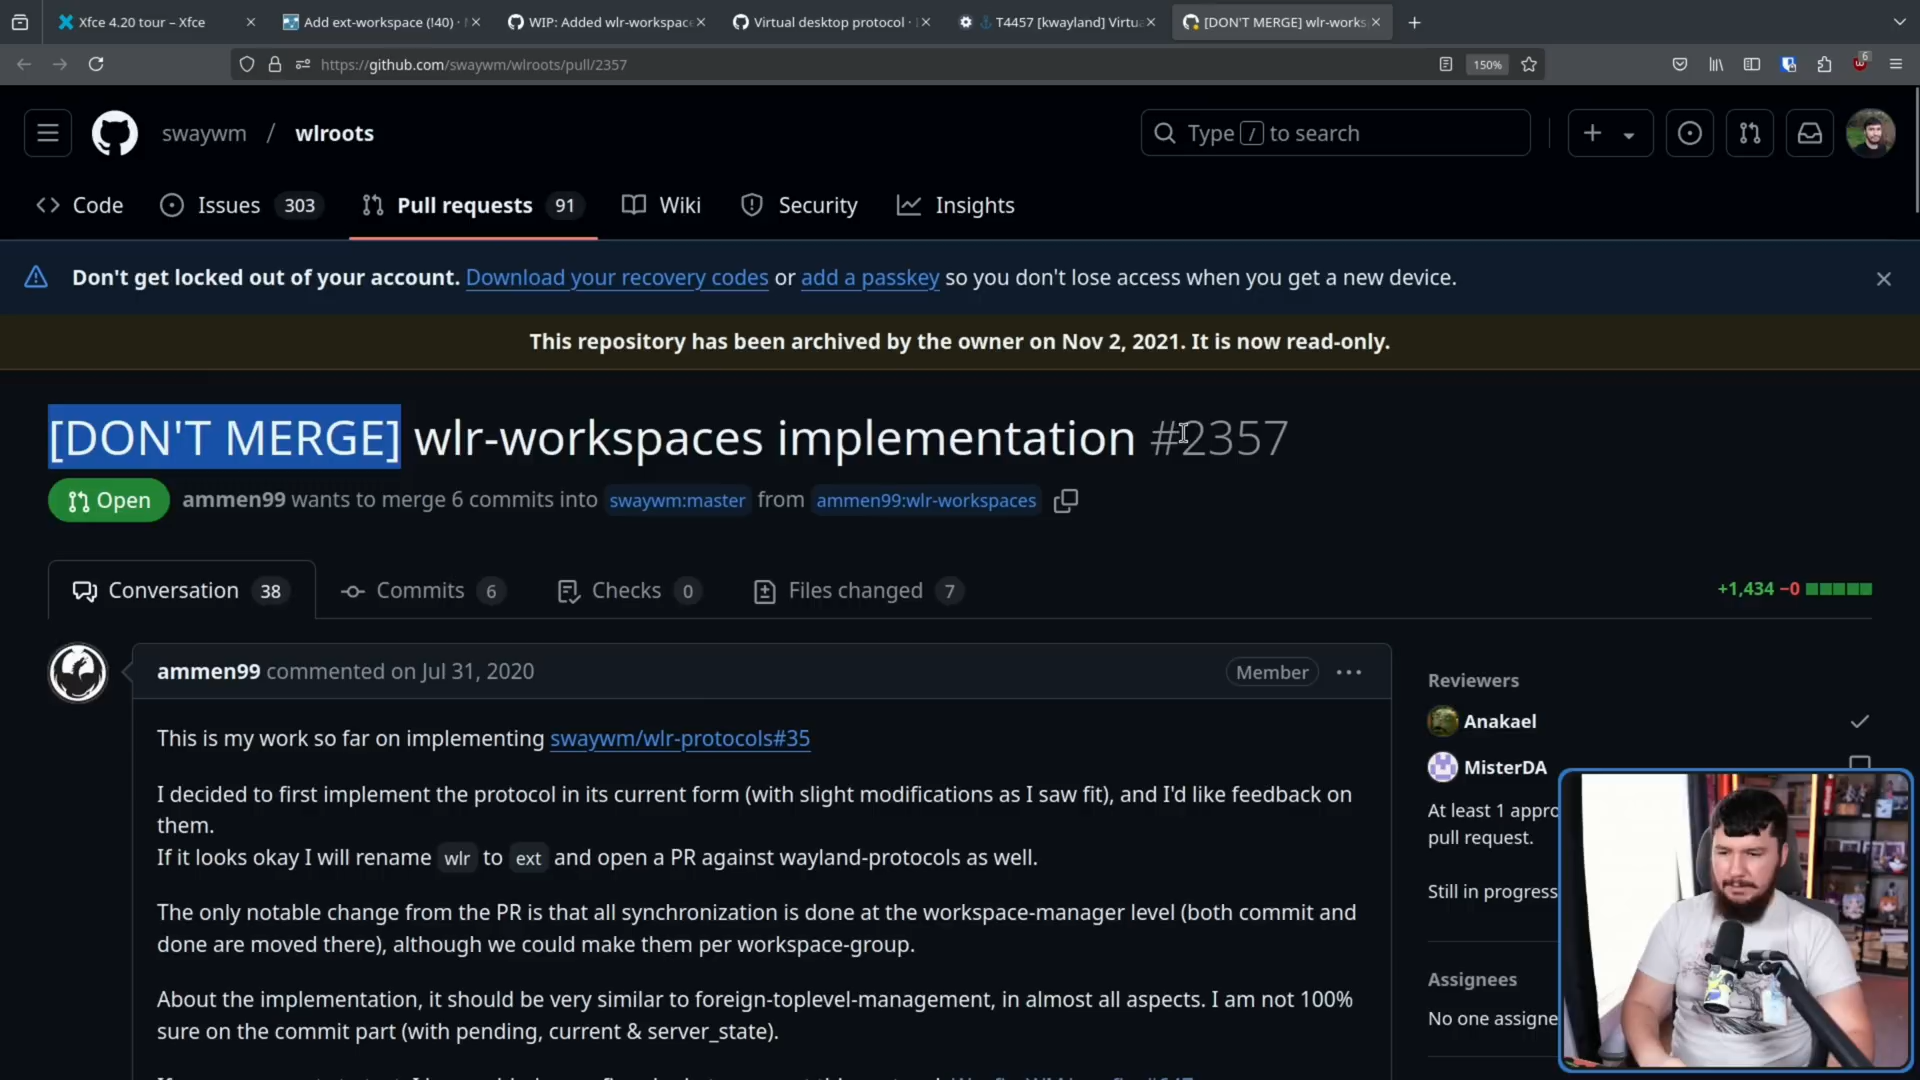 Xfce 4.20 tour – Xfce
Add ext-workspace (!40) ·
WIP: Added wlr-workspace
Virtual desktop protocol ·
T4457 [kwayland] Virtu
[DON'T MERGE] wlr-works
https://github.com/swaywm/wlroots/pull/2357
150%
6
swaywm / wlroots
Type / to search
Code
Issues 303
Pull requests 91
Wiki
Security
Insights
Don't get locked out of your account. Download your recovery codes or add a passkey so you don't lose access when you get a new device.
This repository has been archived by the owner on Nov 2, 2021. It is now read-only.
[DON'T MERGE] wlr-workspaces implementation #2357
Open ammen99 wants to merge 6 commits into swaywm:master from ammen99:wlr-workspaces
Conversation 38
Commits 6
Checks 0
Files changed 7
+1,434 −0
ammen99 commented on Jul 31, 2020
Member
This is my work so far on implementing swaywm/wlr-protocols#35
I decided to first implement the protocol in its current form (with slight modifications as I saw fit), and I'd like feedback on
them.
If it looks okay I will rename wlr to ext and open a PR against wayland-protocols as well.
The only notable change from the PR is that all synchronization is done at the workspace-manager level (both commit and
done are moved there), although we could make them per workspace-group.
About the implementation, it should be very similar to foreign-toplevel-management, in almost all aspects. I am not 100%
sure on the commit part (with pending, current & server_state).
Reviewers
Anakael
MisterDA
At least 1 appro
pull request.
Still in progress
Assignees
No one assigne